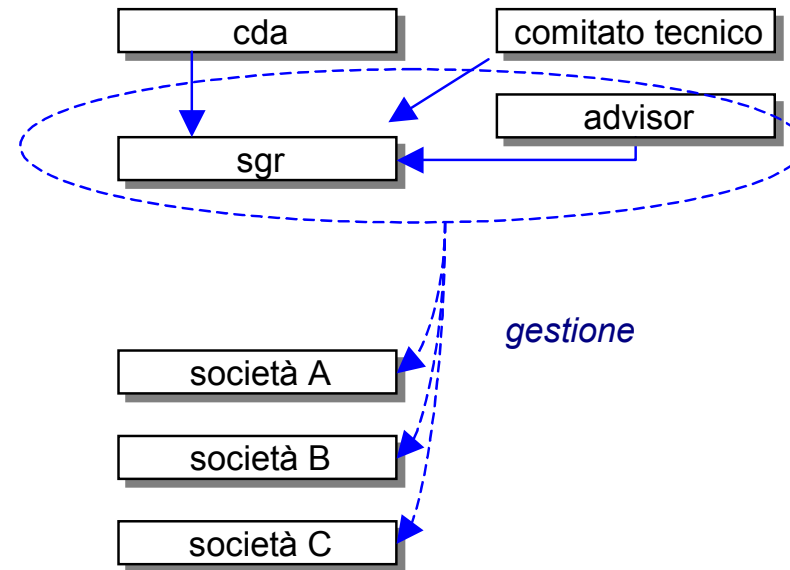 cda
comitato tecnico
advisor
sgr
gestione
società A
società B
società C